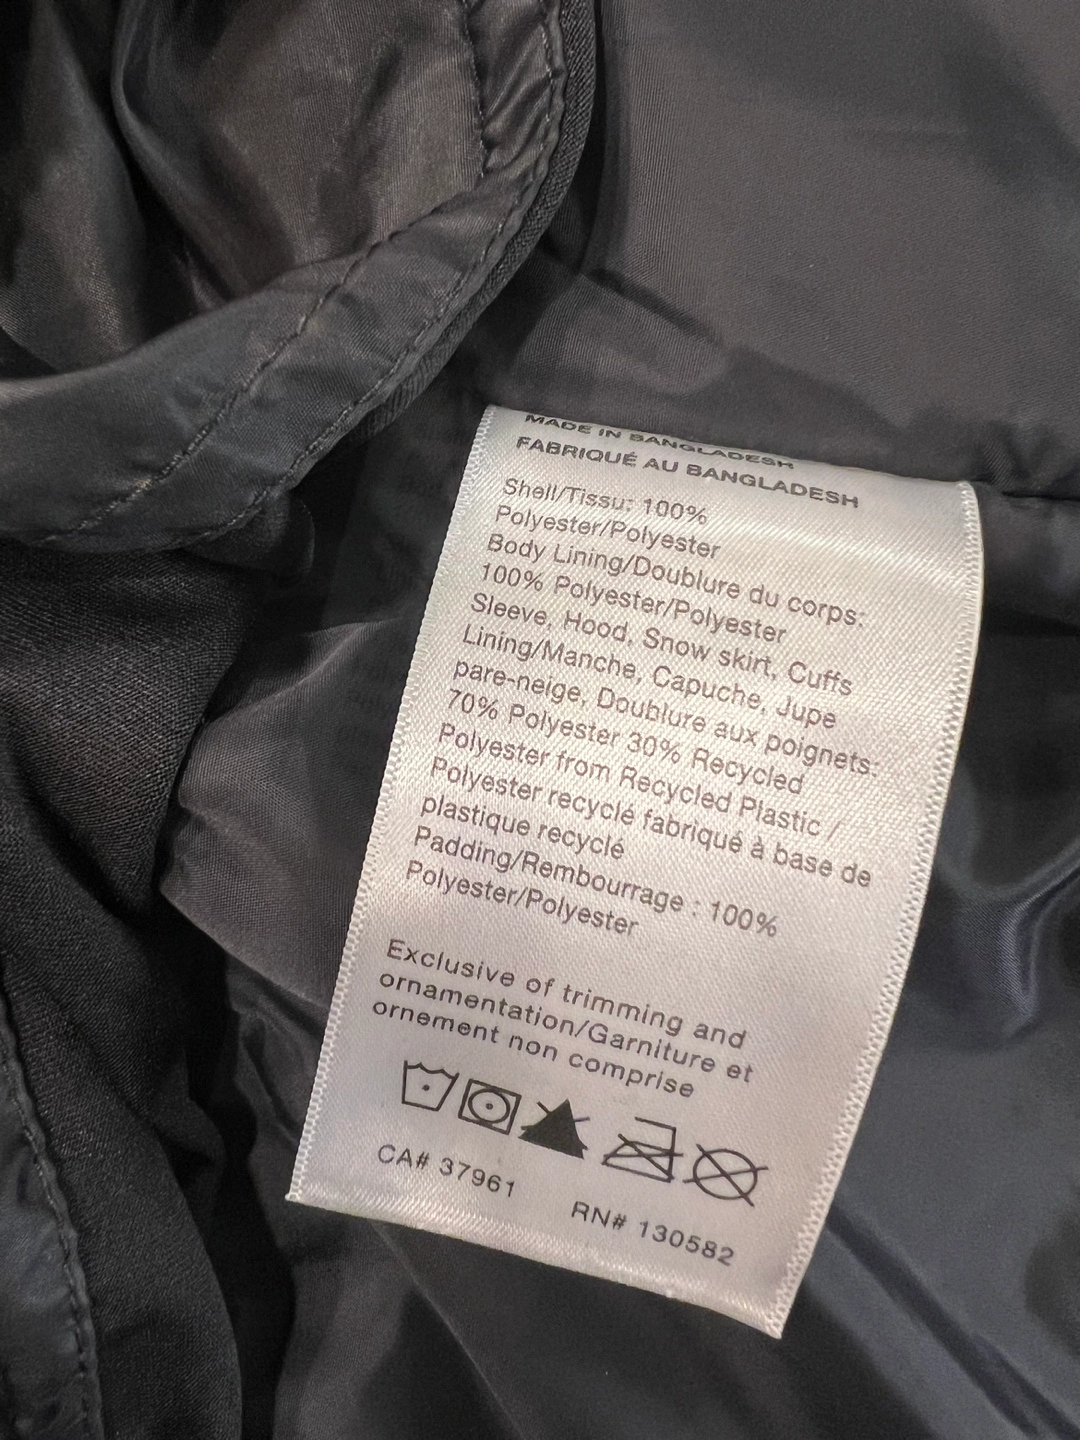 MADE IN BANGLADESH
FABRIQUÉ AU BANGLADESH
Shell/Tissu: 100%
Polyester/Polyester
Body Lining/Doublure du corps:
100% Polyester/Polyester
Sleeve, Hood, Snow skirt, Cuffs
Lining/Manche, Capuche, Jupe
pare-neige, Doublure aux poignets:
70% Polyester 30% Recycled
Polyester from Recycled Plastic /
Polyester recyclé fabriqué à base de
plastique recyclé
Padding/Rembourrage : 100%
Polyester/Polyester
Exclusive of trimming and
ornamentation/Garniture et
ornement non comprise
CA# 37961
RN# 130582